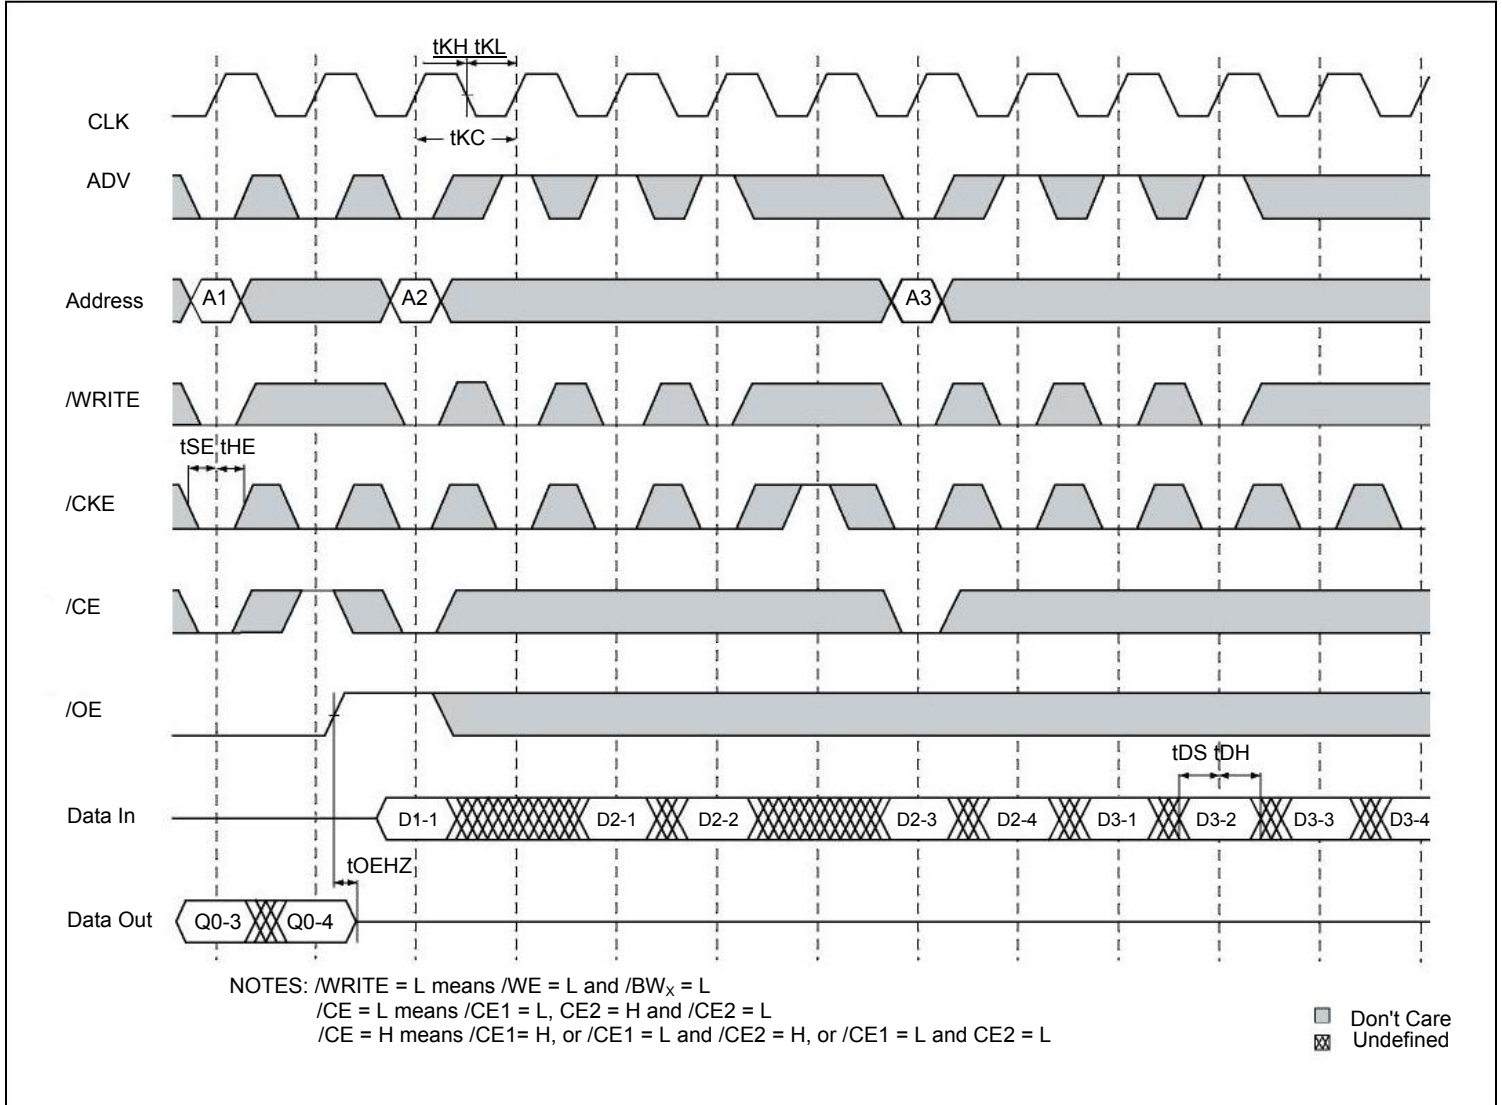 tKH tKL
CLK
tKC
ADV
Address A1 A2 A3
/WRITE
tSE tHE
/CKE
/CE
/OE
tDS tDH
Data In D1-1 D2-1 D2-2 D2-3 D2-4 D3-1 D3-2 D3-3 D3-4
tOEHZ
Data Out Q0-3 Q0-4
NOTES: /WRITE = L means /WE = L and /BWX = L
/CE = L means /CE1 = L, CE2 = H and /CE2 = L
/CE = H means /CE1= H, or /CE1 = L and /CE2 = H, or /CE1 = L and CE2 = L
Don't Care
Undefined